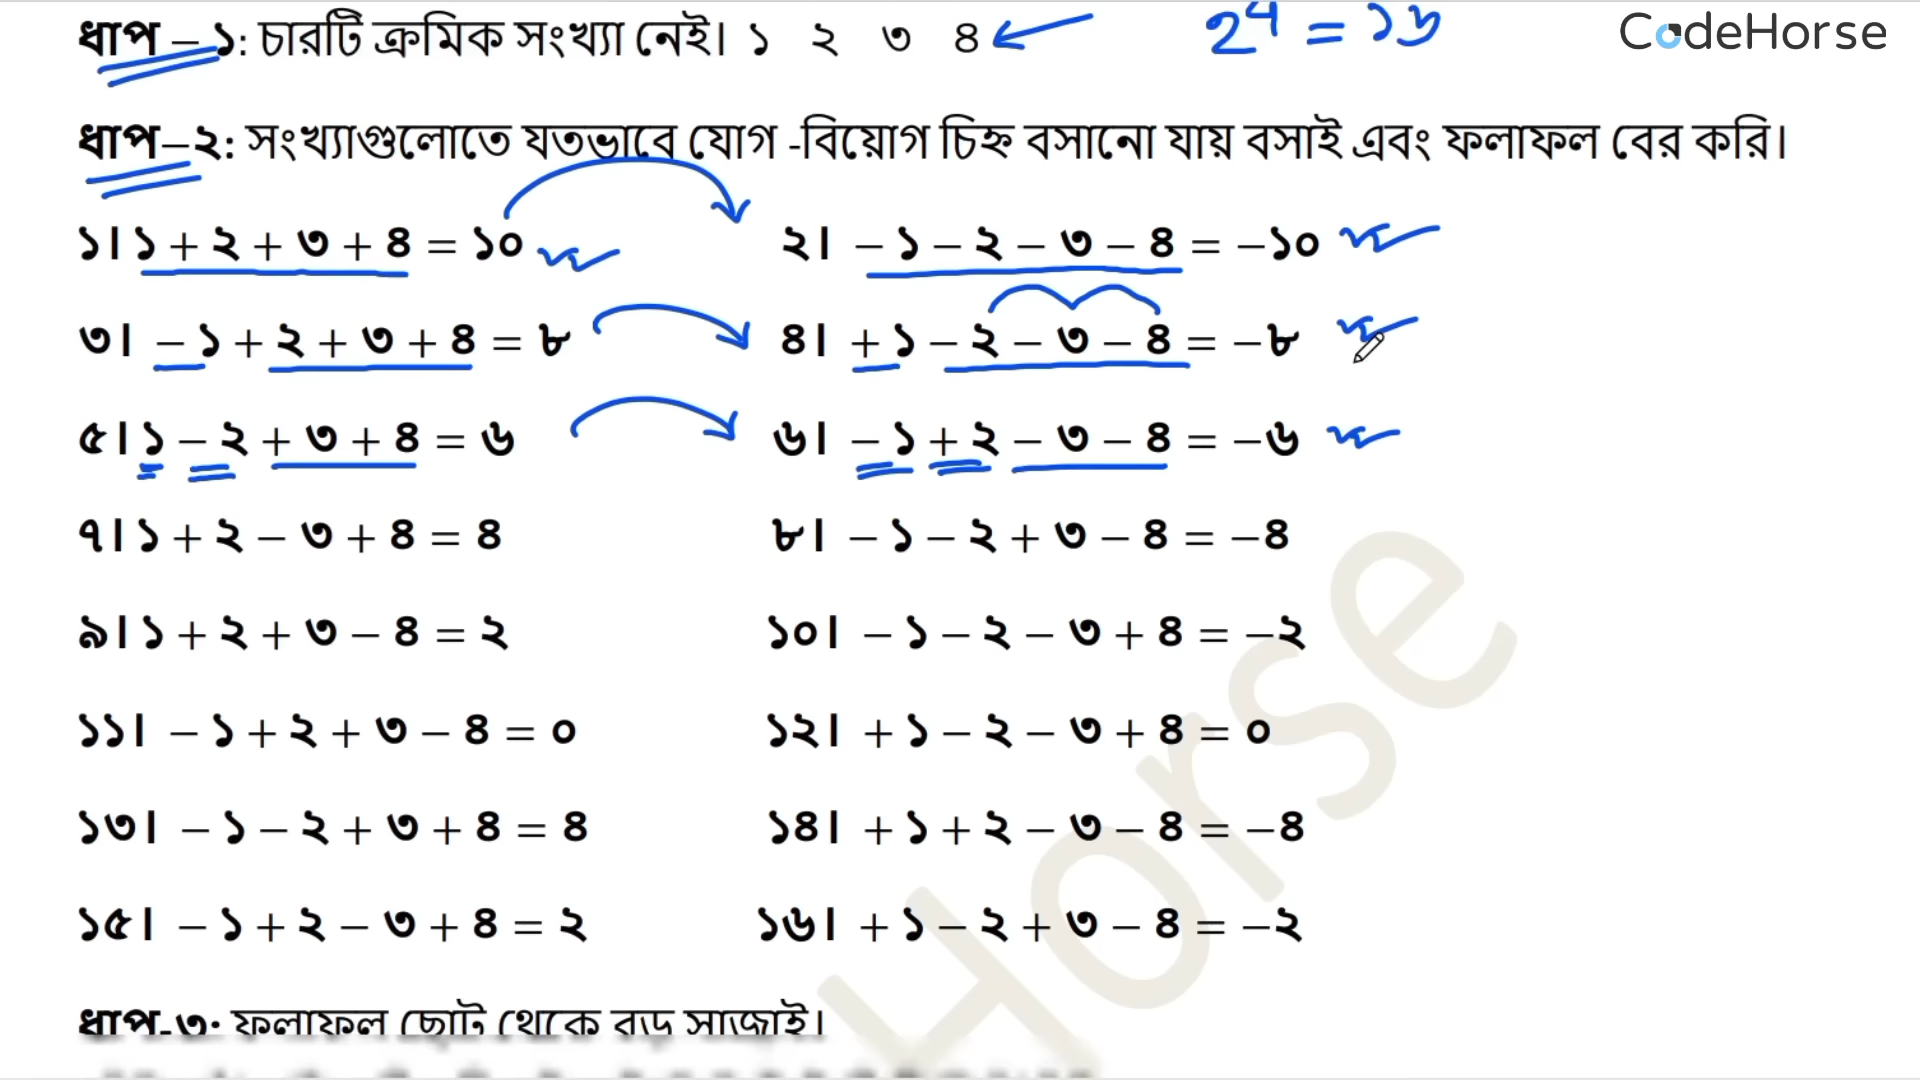 ধাপ – ১: চারটি ক্রমিক সংখ্যা নেই। ১ ২ ৩ ৪ 2⁴ = ১৬
CodeHorse
ধাপ–২: সংখ্যাগুলোতে যতভাবে যোগ -বিয়োগ চিহ্ন বসানো যায় বসাই এবং ফলাফল বের করি।
১। ১ + ২ + ৩ + ৪ = ১০ ২। – ১ – ২ – ৩ – ৪ = –১০
৩। – ১ + ২ + ৩ + ৪ = ৮ ৪। + ১ – ২ – ৩ – ৪ = –৮
৫। ১ – ২ + ৩ + ৪ = ৬ ৬। – ১ + ২ – ৩ – ৪ = –৬
৭। ১ + ২ – ৩ + ৪ = ৪ ৮। – ১ – ২ + ৩ – ৪ = –৪
৯। ১ + ২ + ৩ – ৪ = ২ ১০। – ১ – ২ – ৩ + ৪ = –২
১১। – ১ + ২ + ৩ – ৪ = ০ ১২। + ১ – ২ – ৩ + ৪ = ০
১৩। – ১ – ২ + ৩ + ৪ = ৪ ১৪। + ১ + ২ – ৩ – ৪ = –৪
১৫। – ১ + ২ – ৩ + ৪ = ২ ১৬। + ১ – ২ + ৩ – ৪ = –২
ধাপ-৩: ফলাফল ছোট থেকে বড় সাজাই।
Horse